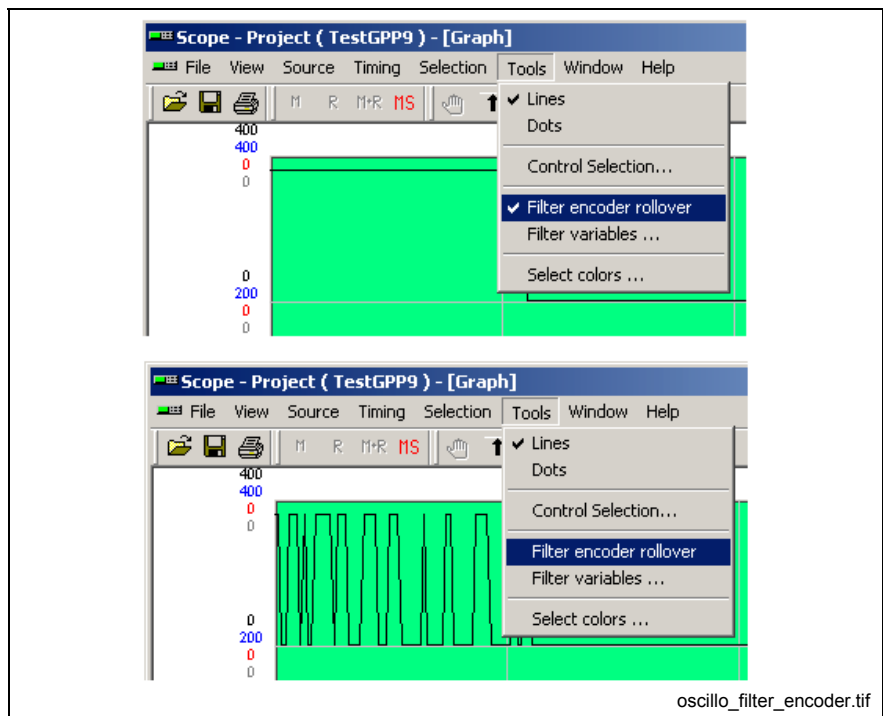 Scope - Project ( TestGPP9 ) - [Graph]
File View Source Timing Selection Tools Window Help
M R M+R MS
Lines
Dots
Control Selection...
Filter encoder rollover
Filter variables ...
Select colors ...
400
400
0
0
0
200
0
0
Scope - Project ( TestGPP9 ) - [Graph]
File View Source Timing Selection Tools Window Help
M R M+R MS
Lines
Dots
Control Selection...
Filter encoder rollover
Filter variables ...
Select colors ...
400
400
0
0
0
200
0
0
oscillo_filter_encoder.tif